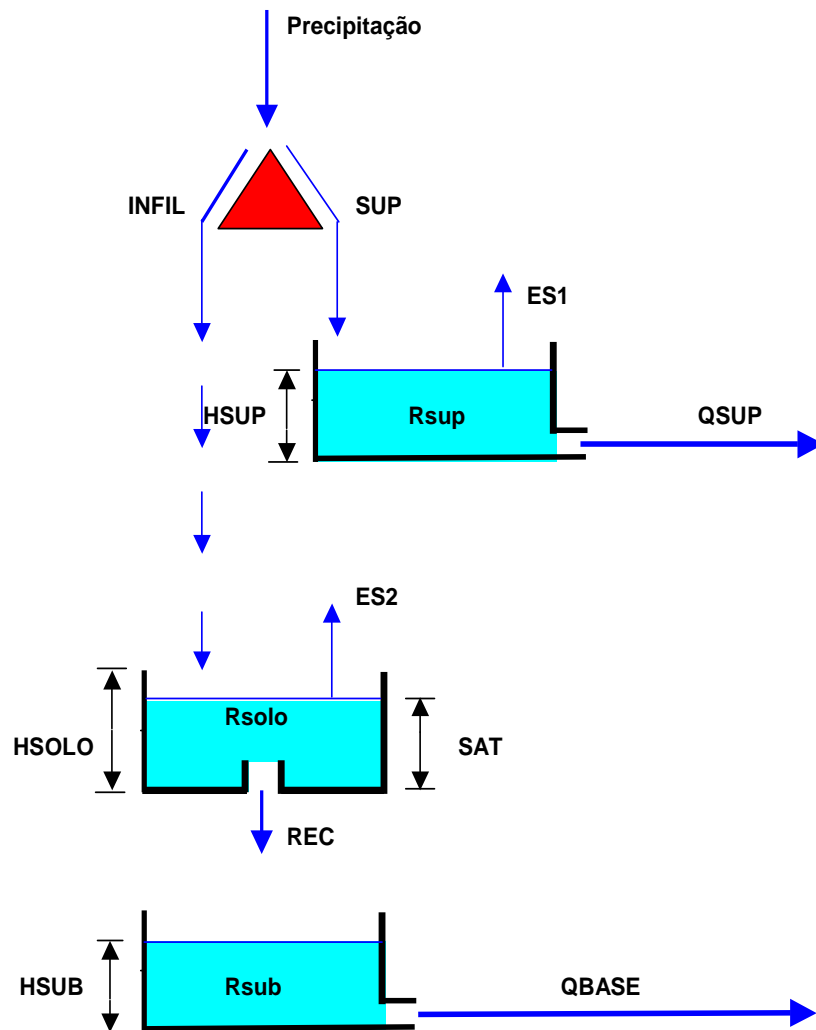 Precipitação
INFIL
SUP
ES1
HSUP
Rsup
QSUP
ES2
Rsolo
HSOLO
SAT
REC
HSUB
Rsub
QBASE